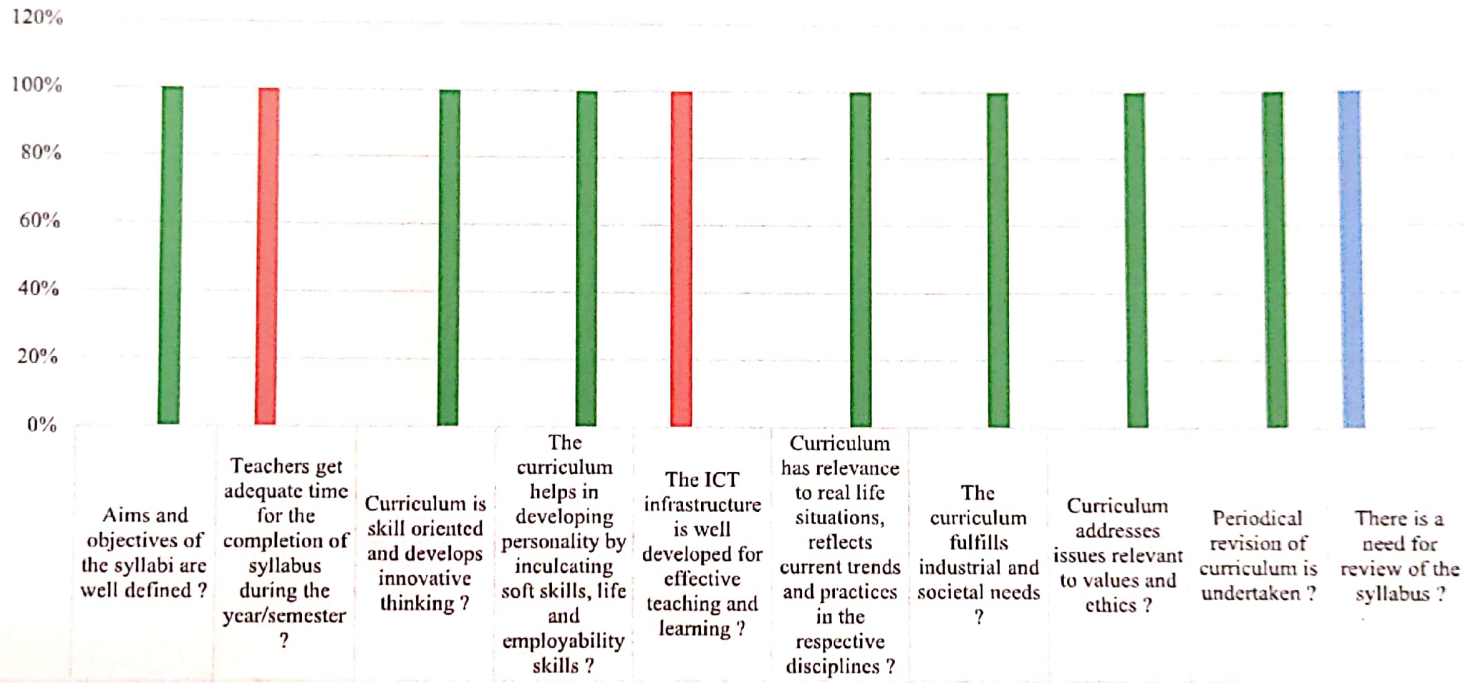 120%
100%
80%
60%
40%
20%
0%
Aims and
objectives of
the syllabi are
well defined ?
Teachers get
adequate time
for the
completion of
syllabus
during the
year/semester
?
Curriculum is
skill oriented
and develops
innovative
thinking ?
The
curriculum
helps in
developing
personality by
inculcating
soft skills, life
and
employability
skills ?
The ICT
infrastructure
is well
developed for
effective
teaching and
learning ?
Curriculum
has relevance
to real life
situations,
reflects
current trends
and practices
in the
respective
disciplines ?
The
curriculum
fulfills
industrial and
societal needs
?
Curriculum
addresses
issues relevant
to values and
ethics ?
Periodical
revision of
curriculum is
undertaken ?
There is a
need for
review of the
syllabus ?